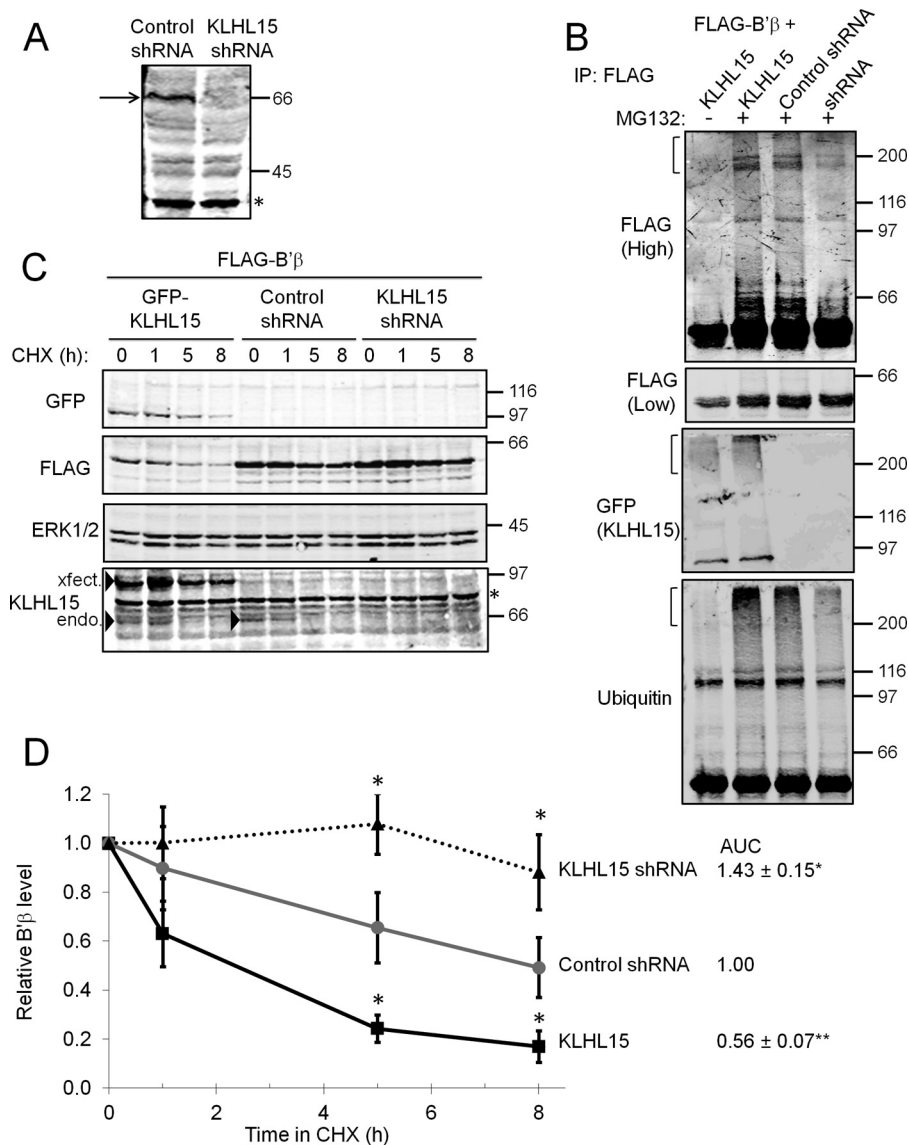 A
Control shRNA
KLHL15 shRNA
66
45
*
B
FLAG-B'β +
IP: FLAG
KLHL15
KLHL15
Control shRNA
shRNA
MG132: - + + +
200
116
97
66
FLAG (High)
66
FLAG (Low)
200
116
97
GFP (KLHL15)
200
116
97
66
Ubiquitin
C
FLAG-B'β
GFP-KLHL15
Control shRNA
KLHL15 shRNA
CHX (h): 0 1 5 8 0 1 5 8 0 1 5 8
GFP
116
97
FLAG
66
ERK1/2
45
xfect.
KLHL15
endo.
97
*
66
D
Relative B'β level
1.2
1.0
0.8
0.6
0.4
0.2
0.0
0 2 4 6 8
Time in CHX (h)
* *
* *
AUC
KLHL15 shRNA 1.43 ± 0.15*
Control shRNA 1.00
KLHL15 0.56 ± 0.07**